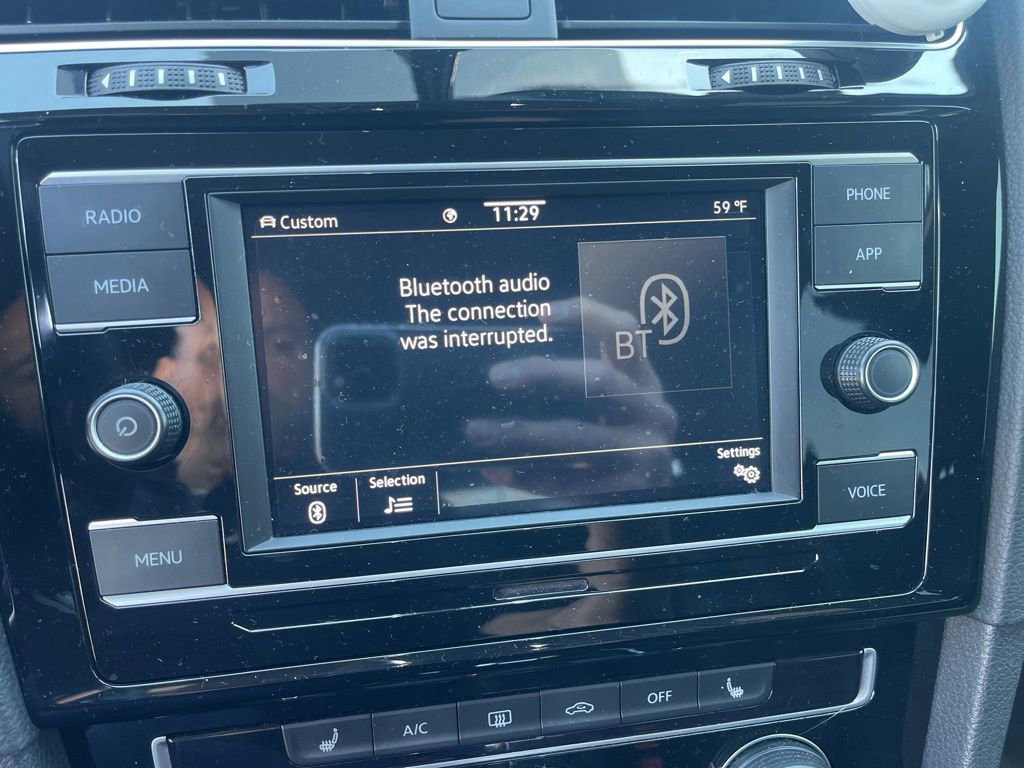 RADIO
MEDIA
MENU
Custom
11:29
59 °F
Bluetooth audio
The connection
was interrupted.
BT
Source
Selection
Settings
PHONE
APP
VOICE
A/C
OFF